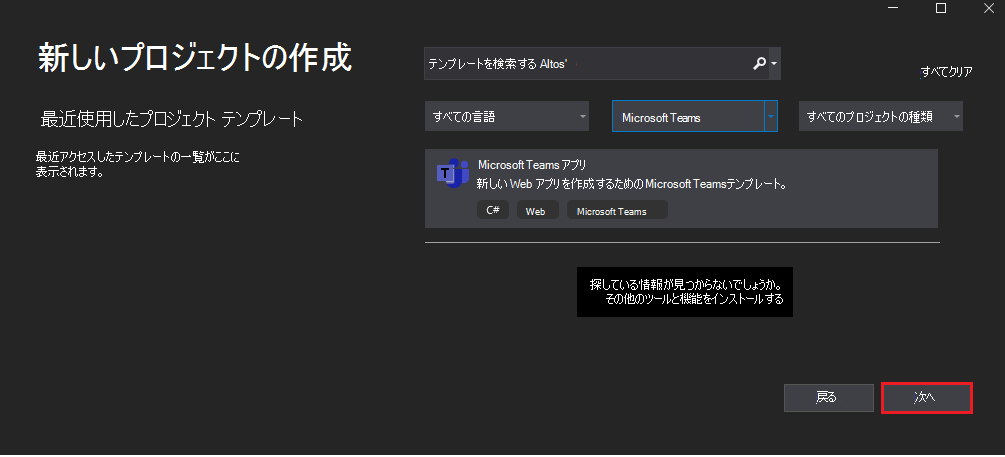 新しいプロジェクトの作成
テンプレートを検索する Altos'
すべてクリア
最近使用したプロジェクト テンプレート
すべての言語
Microsoft Teams
すべてのプロジェクトの種類
最近アクセスしたテンプレートの一覧がここに
表示されます。
Microsoft Teams アプリ
新しい Web アプリを作成するためのMicrosoft Teamsテンプレート。
C#
Web
Microsoft Teams
探している情報が見つからないでしょうか。
その他のツールと機能をインストールする
戻る
次へ